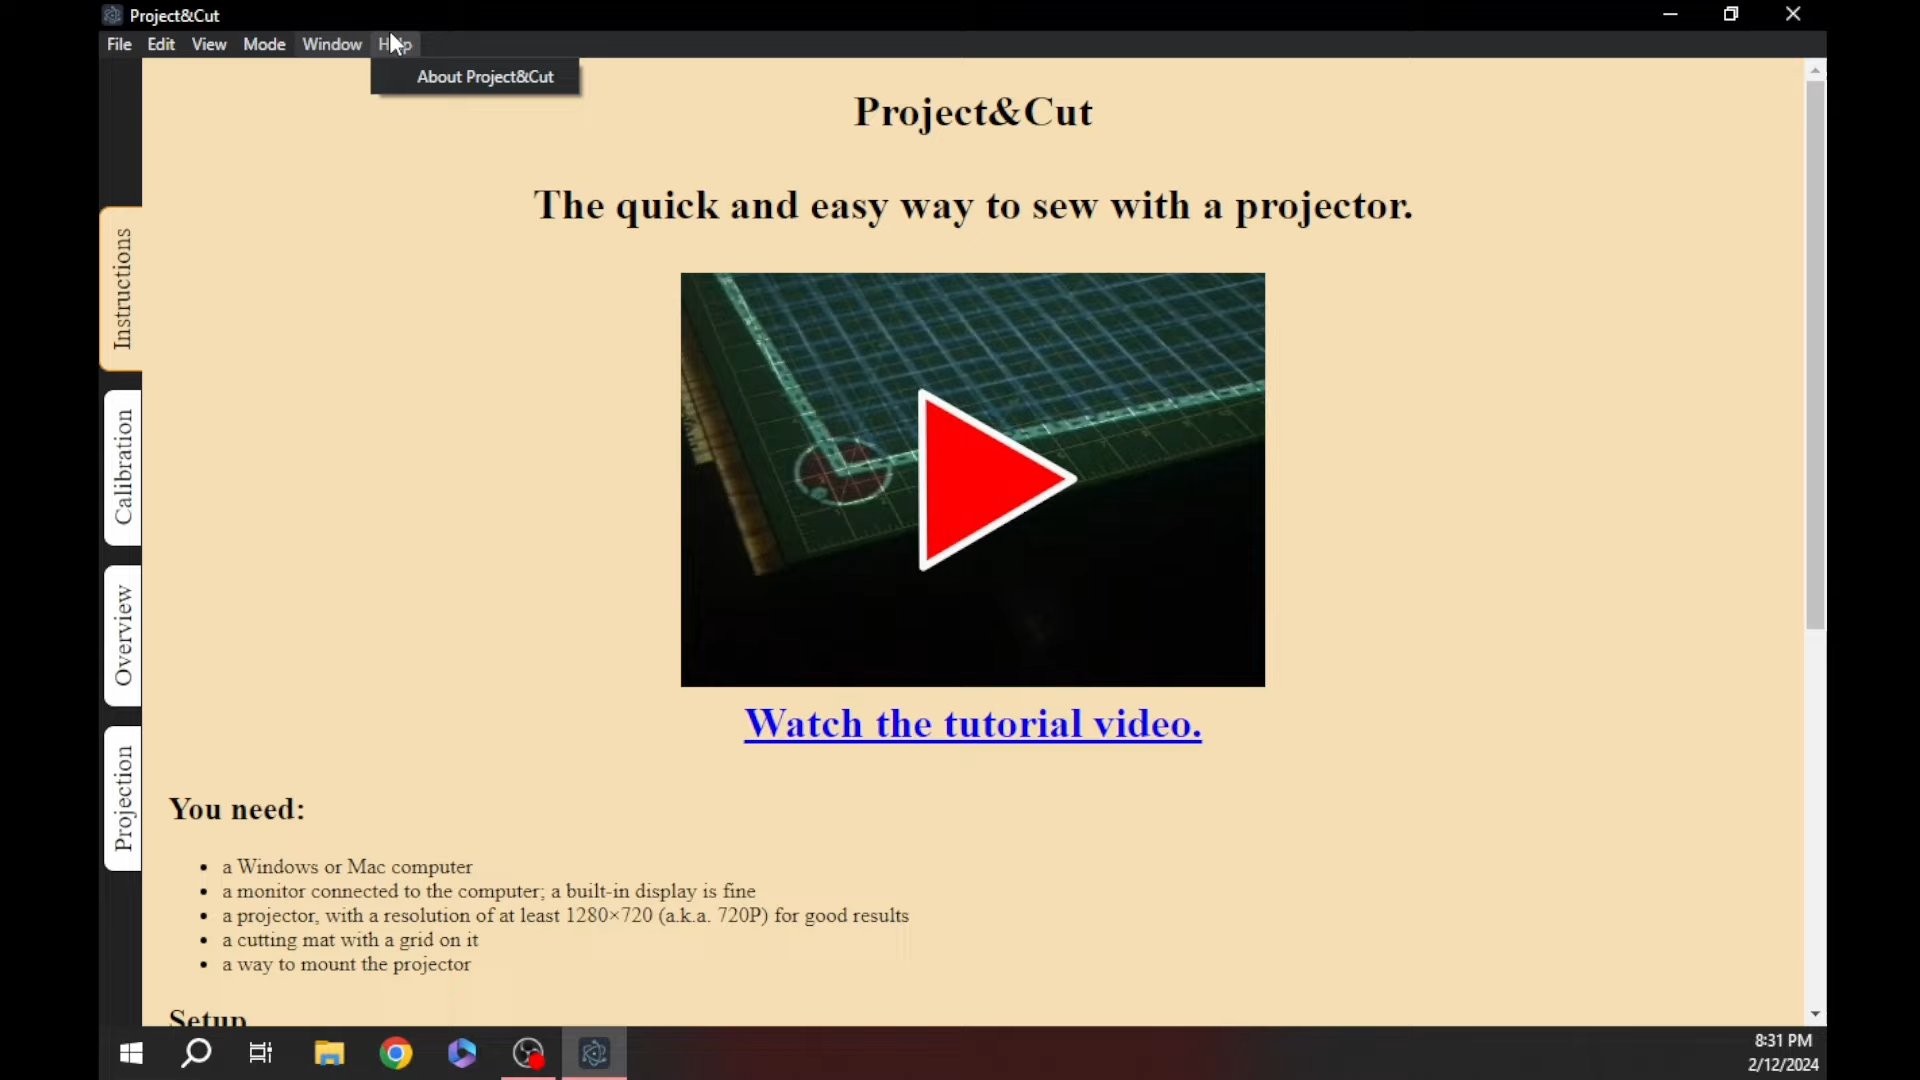 Project&Cut
File Edit View Mode Window
About Project&Cut
Project&Cut
The quick and easy way to sew with a projector.
Instructions
Calibration
Overview
Projection
Watch the tutorial video.
You need:
• a Windows or Mac computer
• a monitor connected to the computer; a built-in display is fine
• a projector, with a resolution of at least 1280×720 (a.k.a. 720P) for good results
• a cutting mat with a grid on it
• a way to mount the projector
Setup
8:31 PM
2/12/2024